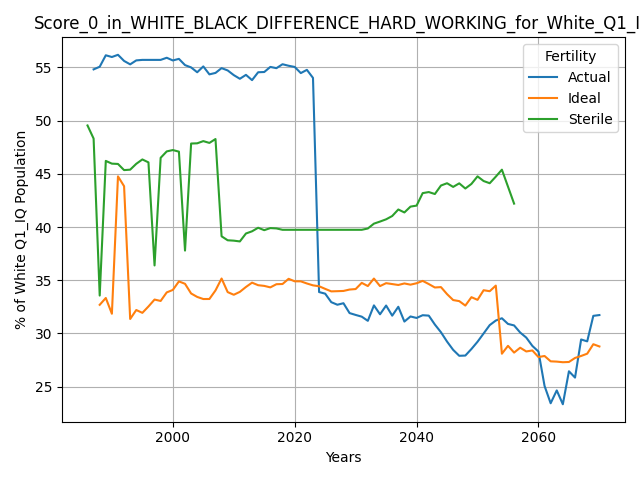 Score_0_in_WHITE_BLACK_DIFFERENCE_HARD_WORKING_for_White_Q1_I
Fertility
Actual
Ideal
Sterile
% of White Q1_IQ Population
55
50
45
40
35
30
25
2000
2020
2040
2060
Years